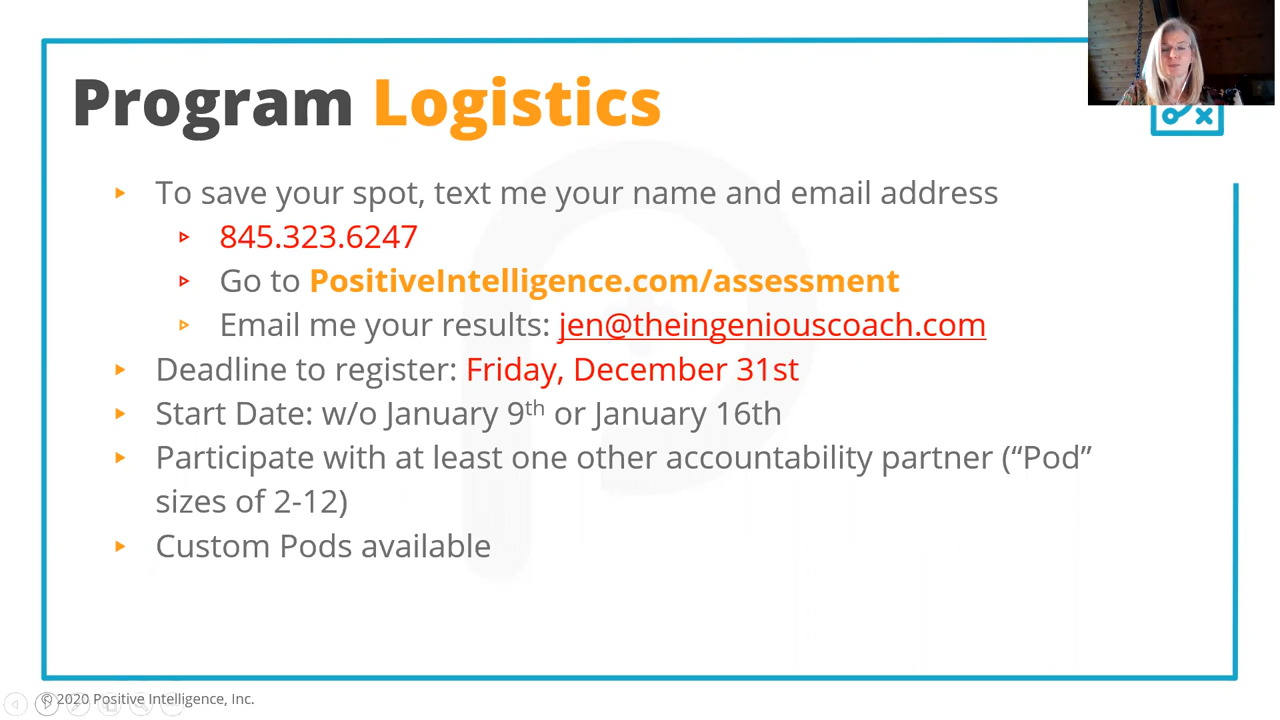 Program Logistics
To save your spot, text me your name and email address
845.323.6247
Go to PositiveIntelligence.com/assessment
Email me your results: jen@theingeniouscoach.com
Deadline to register: Friday, December 31st
Start Date: w/o January 9th or January 16th
Participate with at least one other accountability partner (“Pod”
sizes of 2-12)
Custom Pods available
© 2020 Positive Intelligence, Inc.